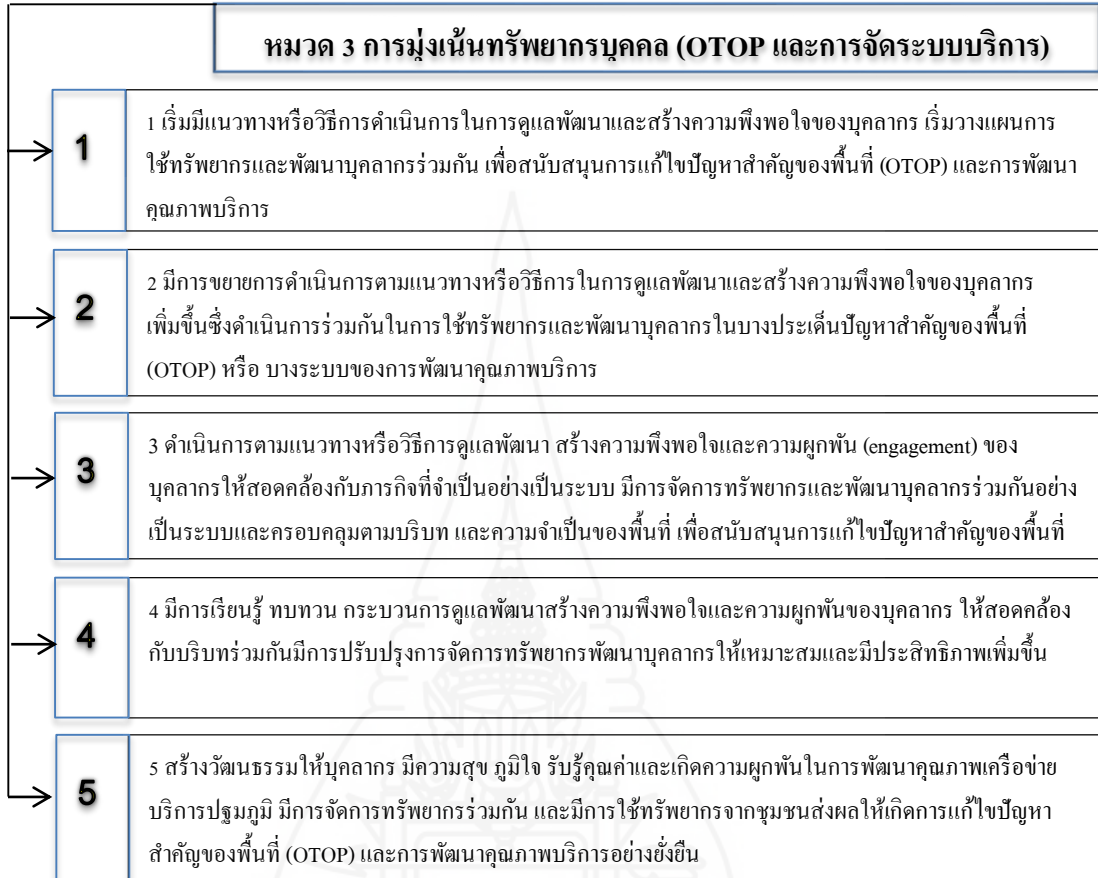 หมวด 3 การมุ่งเน้นทรัพยากรบุคคล (OTOP และการจัดระบบบริการ)
1
1 เริ่มมีแนวทางหรือวิธีการดำเนินการในการดูแลพัฒนาและสร้างความพึงพอใจของบุคลากร เริ่มวางแผนการ
ใช้ทรัพยากรและพัฒนาบุคลากรร่วมกัน เพื่อสนับสนุนการแก้ไขปัญหาสำคัญของพื้นที่ (OTOP) และการพัฒนา
คุณภาพบริการ
2
2 มีการขยายการดำเนินการตามแนวทางหรือวิธีการในการดูแลพัฒนาและสร้างความพึงพอใจของบุคลากร
เพิ่มขึ้นซึ่งดำเนินการร่วมกันในการใช้ทรัพยากรและพัฒนาบุคลากรในบางประเด็นปัญหาสำคัญของพื้นที่
(OTOP) หรือ บางระบบของการพัฒนาคุณภาพบริการ
3
3 ดำเนินการตามแนวทางหรือวิธีการดูแลพัฒนา สร้างความพึงพอใจและความผูกพัน (engagement) ของ
บุคลากรให้สอดคล้องกับภารกิจที่จำเป็นอย่างเป็นระบบ มีการจัดการทรัพยากรและพัฒนาบุคลากรร่วมกันอย่าง
เป็นระบบและครอบคลุมตามบริบท และความจำเป็นของพื้นที่ เพื่อสนับสนุนการแก้ไขปัญหาสำคัญของพื้นที่
4
4 มีการเรียนรู้ ทบทวน กระบวนการดูแลพัฒนาสร้างความพึงพอใจและความผูกพันของบุคลากร ให้สอดคล้อง
กับบริบทร่วมกันมีการปรับปรุงการจัดการทรัพยากรพัฒนาบุคลากรให้เหมาะสมและมีประสิทธิภาพเพิ่มขึ้น
5
5 สร้างวัฒนธรรมให้บุคลากร มีความสุข ภูมิใจ รับรู้คุณค่าและเกิดความผูกพันในการพัฒนาคุณภาพเครือข่าย
บริการปฐมภูมิ มีการจัดการทรัพยากรร่วมกัน และมีการใช้ทรัพยากรจากชุมชนส่งผลให้เกิดการแก้ไขปัญหา
สำคัญของพื้นที่ (OTOP) และการพัฒนาคุณภาพบริการอย่างยั่งยืน